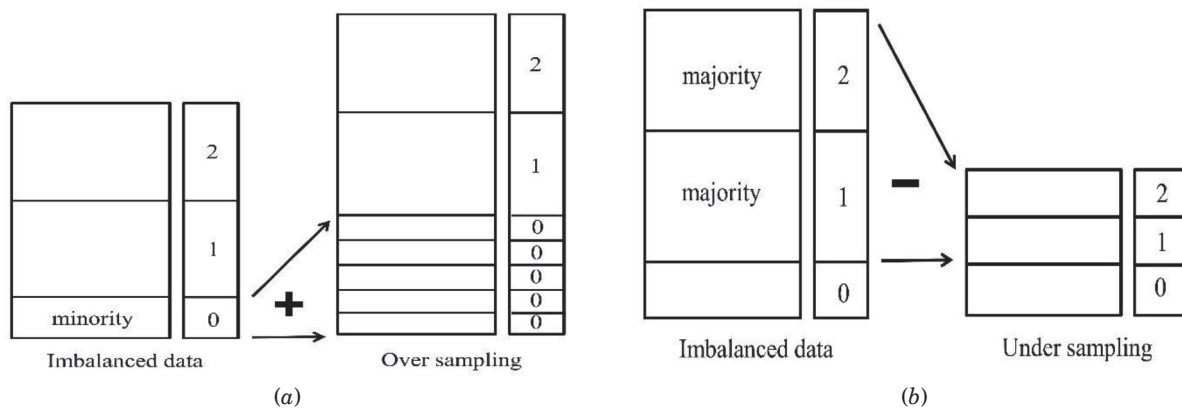 2
1
minority 0
Imbalanced data
+
2
1
0
0
0
0
0
Over sampling
(a)
majority 2
majority 1
0
Imbalanced data
−
2
1
0
Under sampling
(b)